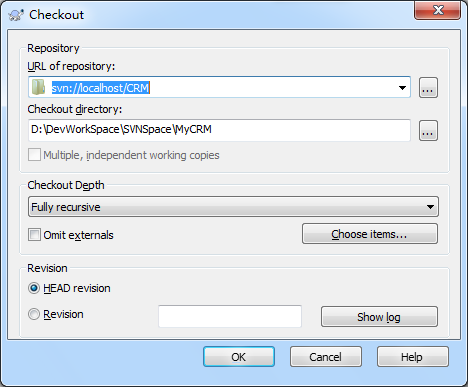 Checkout
Repository
URL of repository:
svn://localhost/CRM
...
Checkout directory:
D:\DevWorkSpace\SVNSpace\MyCRM
...
Multiple, independent working copies
Checkout Depth
Fully recursive
Omit externals
Choose items...
Revision
HEAD revision
Revision
Show log
OK
Cancel
Help